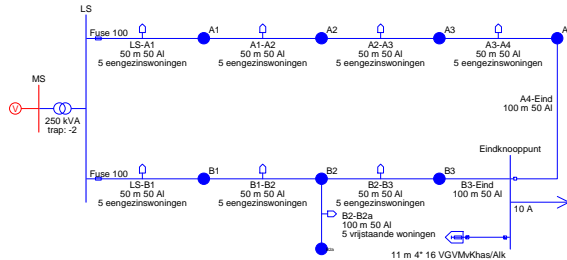 LS
Fuse 100
A1
A2
A3
A
LS-A1
50 m 50 Al
5 eengezinswoningen
A1-A2
50 m 50 Al
5 eengezinswoningen
A2-A3
50 m 50 Al
5 eengezinswoningen
A3-A4
50 m 50 Al
5 eengezinswoningen
MS
V
250 kVA
trap: -2
A4-Eind
100 m 50 Al
Eindknooppunt
Fuse 100
B1
B2
B3
LS-B1
50 m 50 Al
5 eengezinswoningen
B1-B2
50 m 50 Al
5 eengezinswoningen
B2-B3
50 m 50 Al
5 eengezinswoningen
B3-Eind
100 m 50 Al
10 A
B2-B2a
100 m 50 Al
5 vrijstaande woningen
11 m 4* 16 VGVMvKhas/Alk